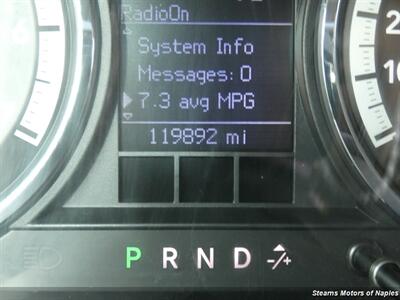 RadioOn
System Info
Messages: 0
7.3 avg MPG
119892 mi
P R N D -/+
Stearns Motors of Naples